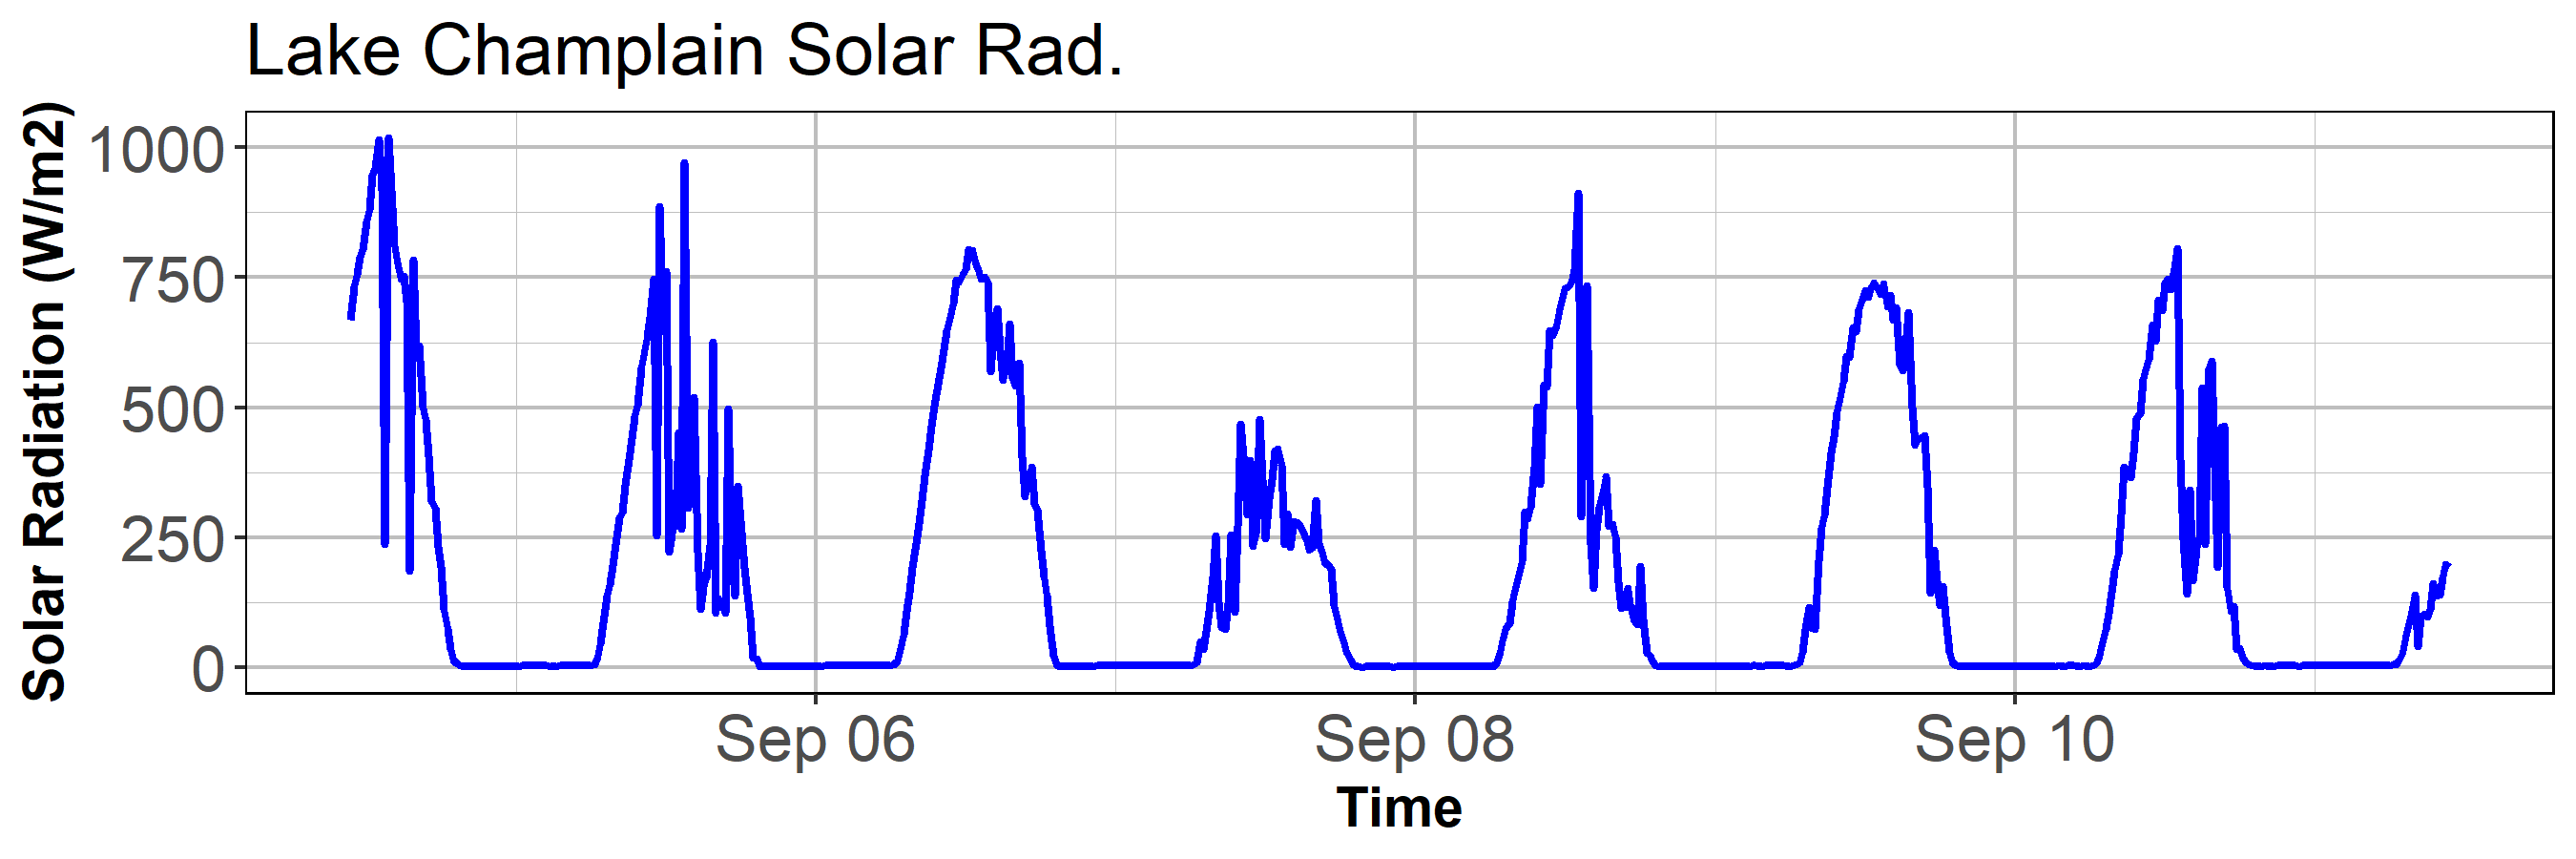 Lake Champlain Solar Rad.
Solar Radiation (W/m2)
1000
750
500
250
0
Sep 06 Sep 08 Sep 10
Time